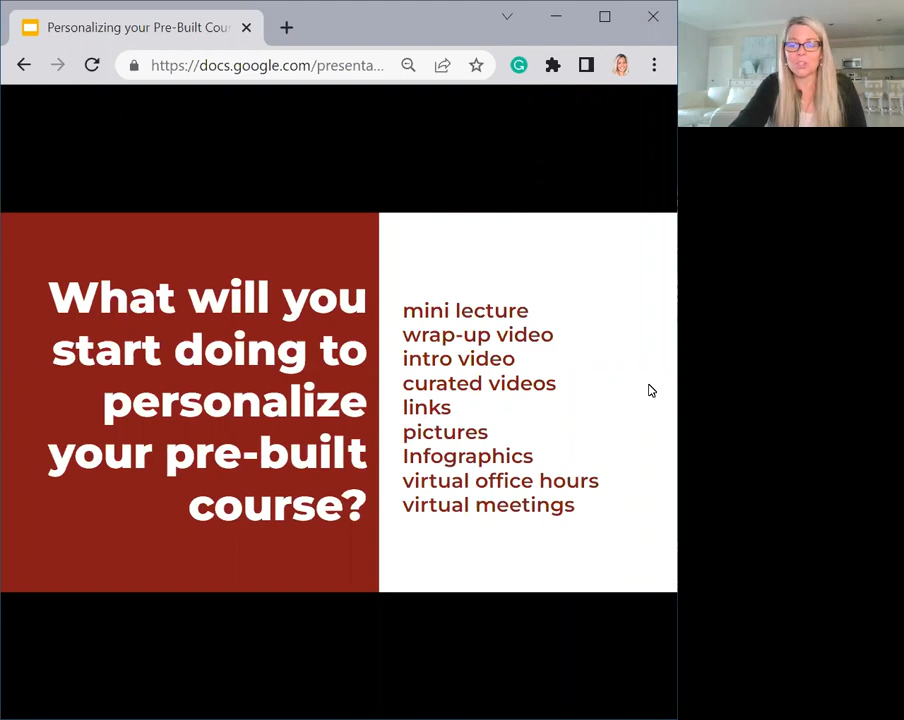 Personalizing your Pre-Built Cou
https://docs.google.com/presenta...
What will you
start doing to
personalize
your pre-built
course?
mini lecture
wrap-up video
intro video
curated videos
links
pictures
Infographics
virtual office hours
virtual meetings